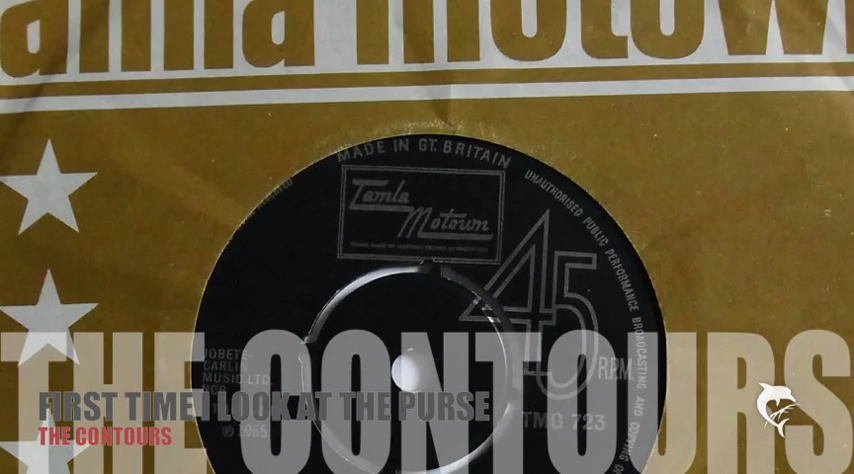 amla motow
MADE IN GT. BRITAIN
Tamla
Motown
UNAUTHORISED PUBLIC PERFORMANCE BROADCASTING AND COPYING OF
45
R.P.M.
JOBETE-
CARLIN
MUSIC LTD.
THE CONTOURS
FIRST TIME I LOOK AT THE PURSE
TMG 723
℗ 1965
THE CONTOURS